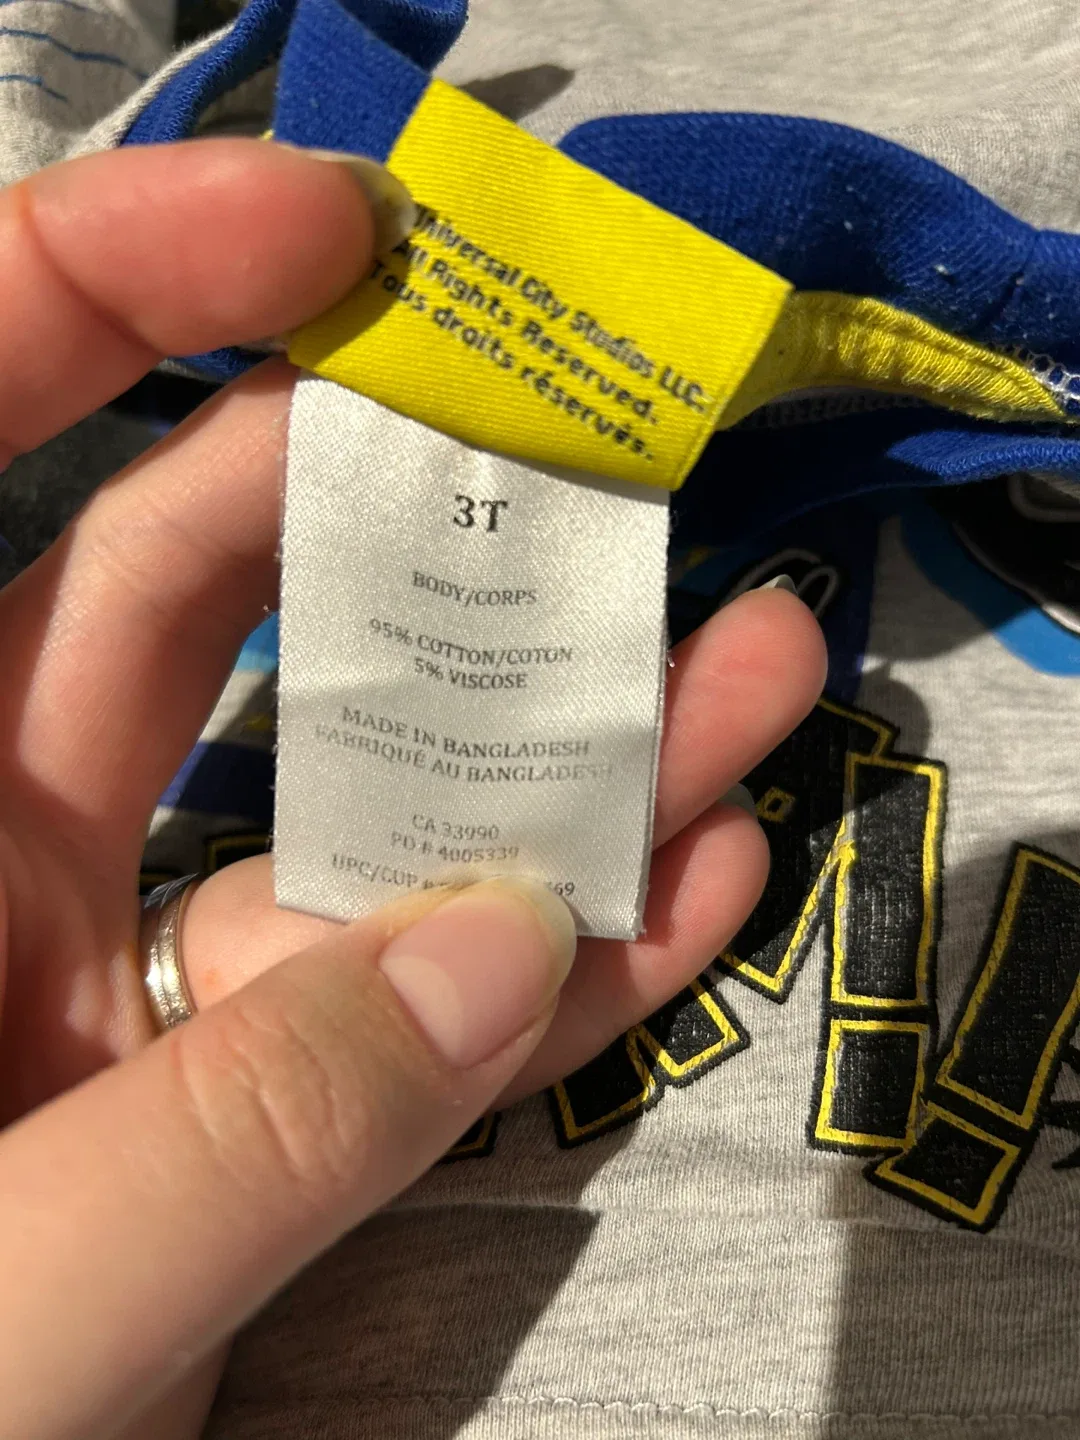 Universal City Studios LLC.
All Rights Reserved.
Tous droits réservés.
3T
BODY/CORPS
95% COTTON/COTON
5% VISCOSE
MADE IN BANGLADESH
FABRIQUÉ AU BANGLADESH
CA 33990
PO # 4005339
UPC/CUP #